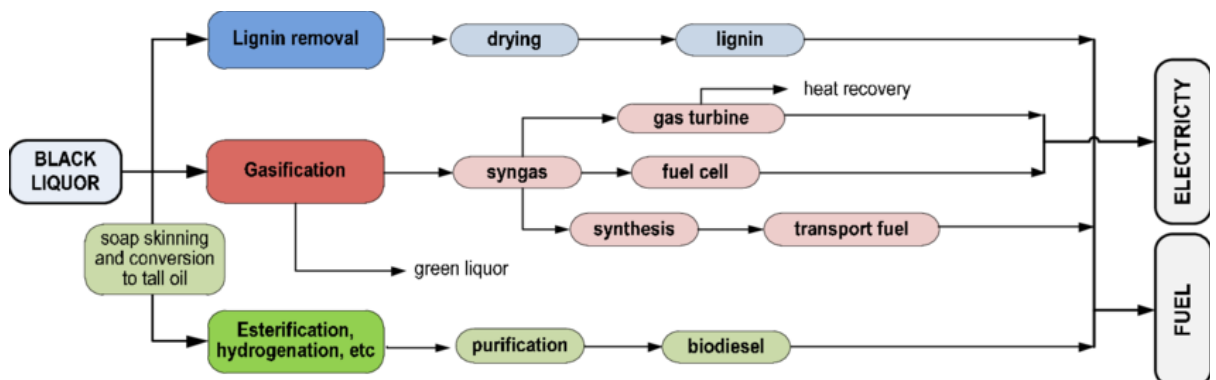 Lignin removal
drying
lignin
heat recovery
gas turbine
BLACK
LIQUOR
Gasification
syngas
fuel cell
ELECTRICTY
soap skinning
and conversion
to tall oil
synthesis
transport fuel
green liquor
Esterification,
hydrogenation, etc
purification
biodiesel
FUEL